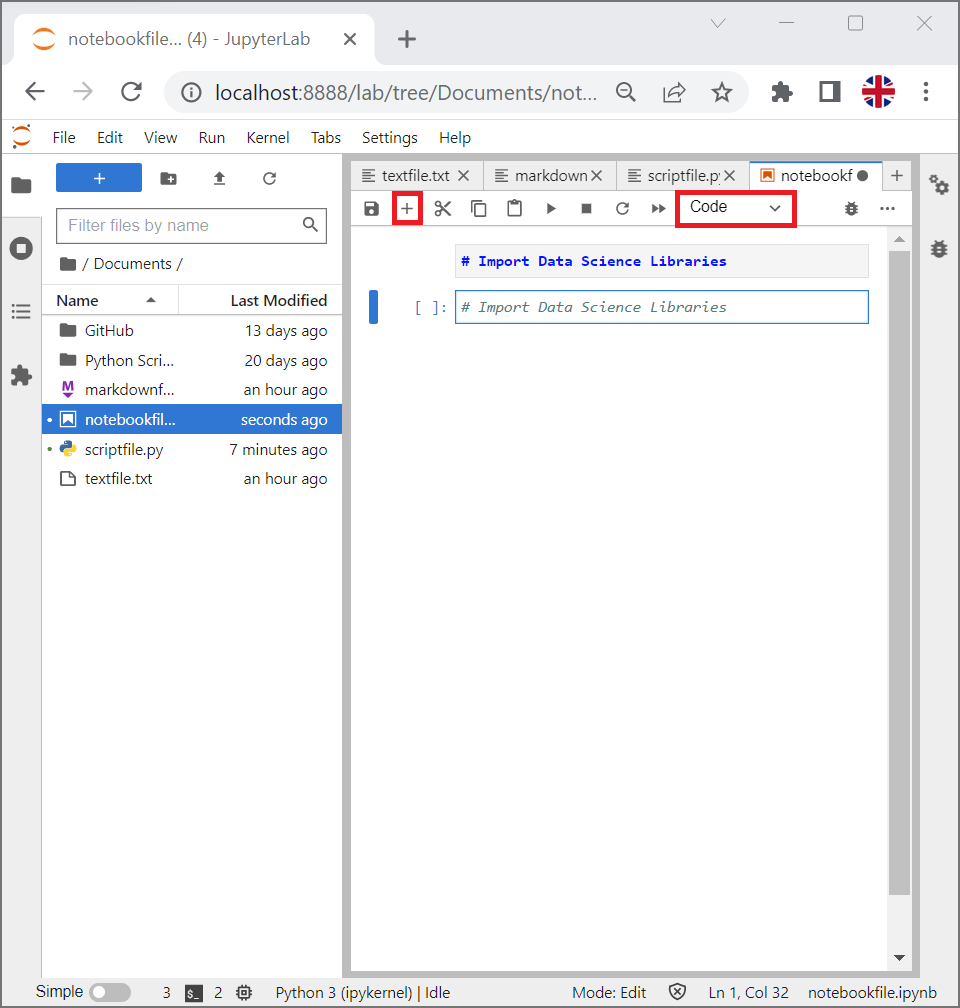 notebookfile... (4) - JupyterLab
localhost:8888/lab/tree/Documents/not...
File Edit View Run Kernel Tabs Settings Help
textfile.txt markdown scriptfile.py notebookf
Filter files by name
Code
/ Documents /
# Import Data Science Libraries
Name Last Modified
[ ]: # Import Data Science Libraries
GitHub 13 days ago
Python Scri... 20 days ago
M markdownf... an hour ago
notebookfil... seconds ago
scriptfile.py 7 minutes ago
textfile.txt an hour ago
Simple 3 $_ 2 Python 3 (ipykernel) | Idle Mode: Edit Ln 1, Col 32 notebookfile.ipynb